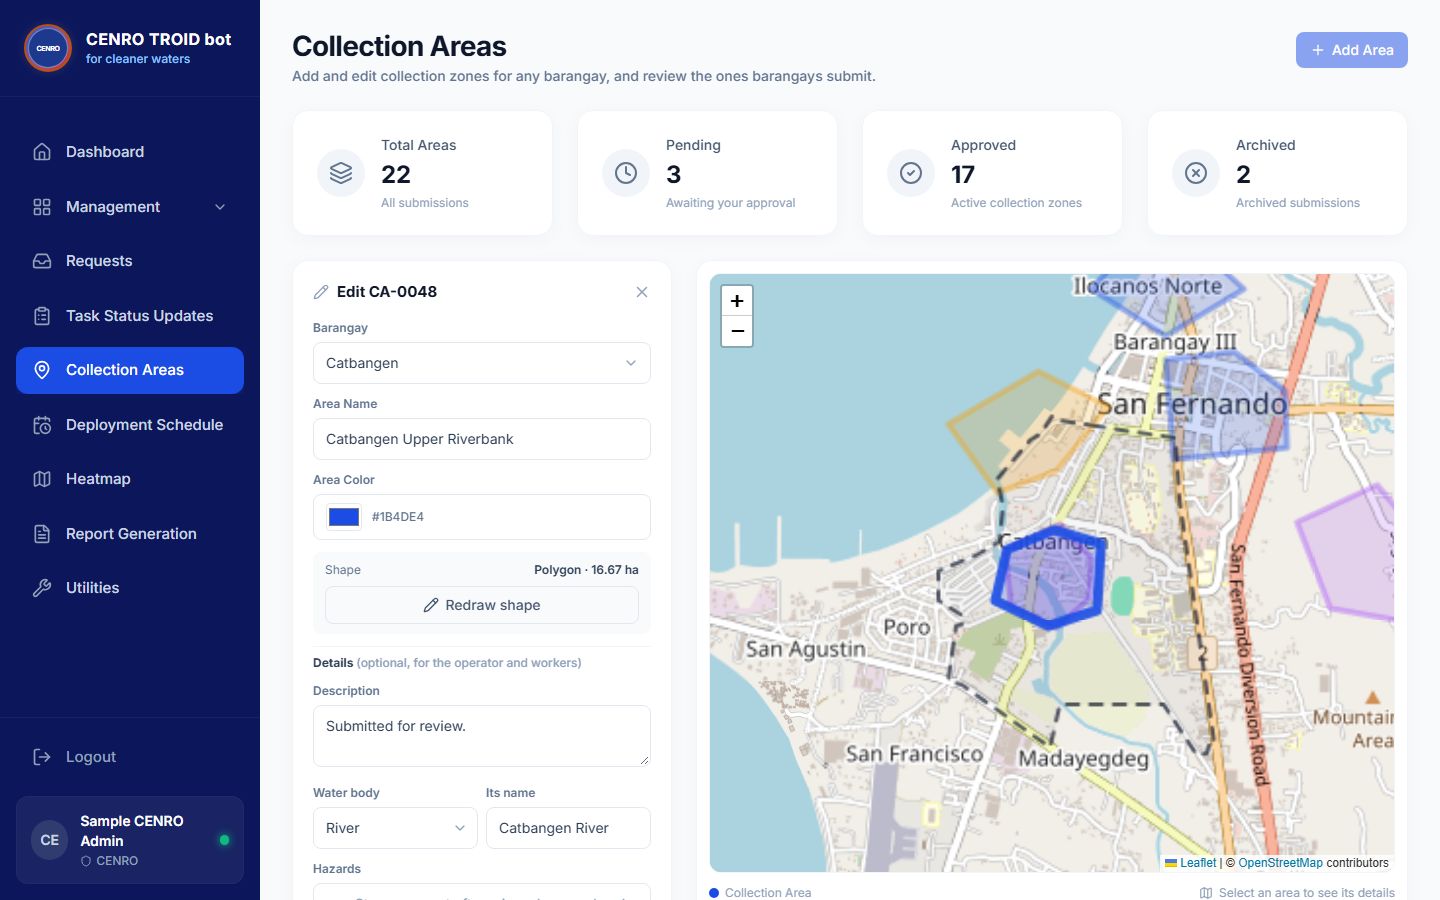 CENRO
CENRO TROID bot
for cleaner waters
Dashboard
Management
Requests
Task Status Updates
Collection Areas
Deployment Schedule
Heatmap
Report Generation
Utilities
Logout
CE
Sample CENRO
Admin
CENRO
Collection Areas
Add and edit collection zones for any barangay, and review the ones barangays submit.
+ Add Area
Total Areas
22
All submissions
Pending
3
Awaiting your approval
Approved
17
Active collection zones
Archived
2
Archived submissions
Edit CA-0048
Barangay
Catbangen
Area Name
Catbangen Upper Riverbank
Area Color
#1B4DE4
Shape
Polygon · 16.67 ha
Redraw shape
Details (optional, for the operator and workers)
Description
Submitted for review.
Water body
Its name
River
Catbangen River
Hazards
+
−
Ilocanos Norte
Barangay III
San Fernando
Catbangen
Poro
San Agustin
San Fernando Diversion Road
2
Mountain
Area
San Francisco
Madayegdeg
Leaflet | © OpenStreetMap contributors
Collection Area
Select an area to see its details